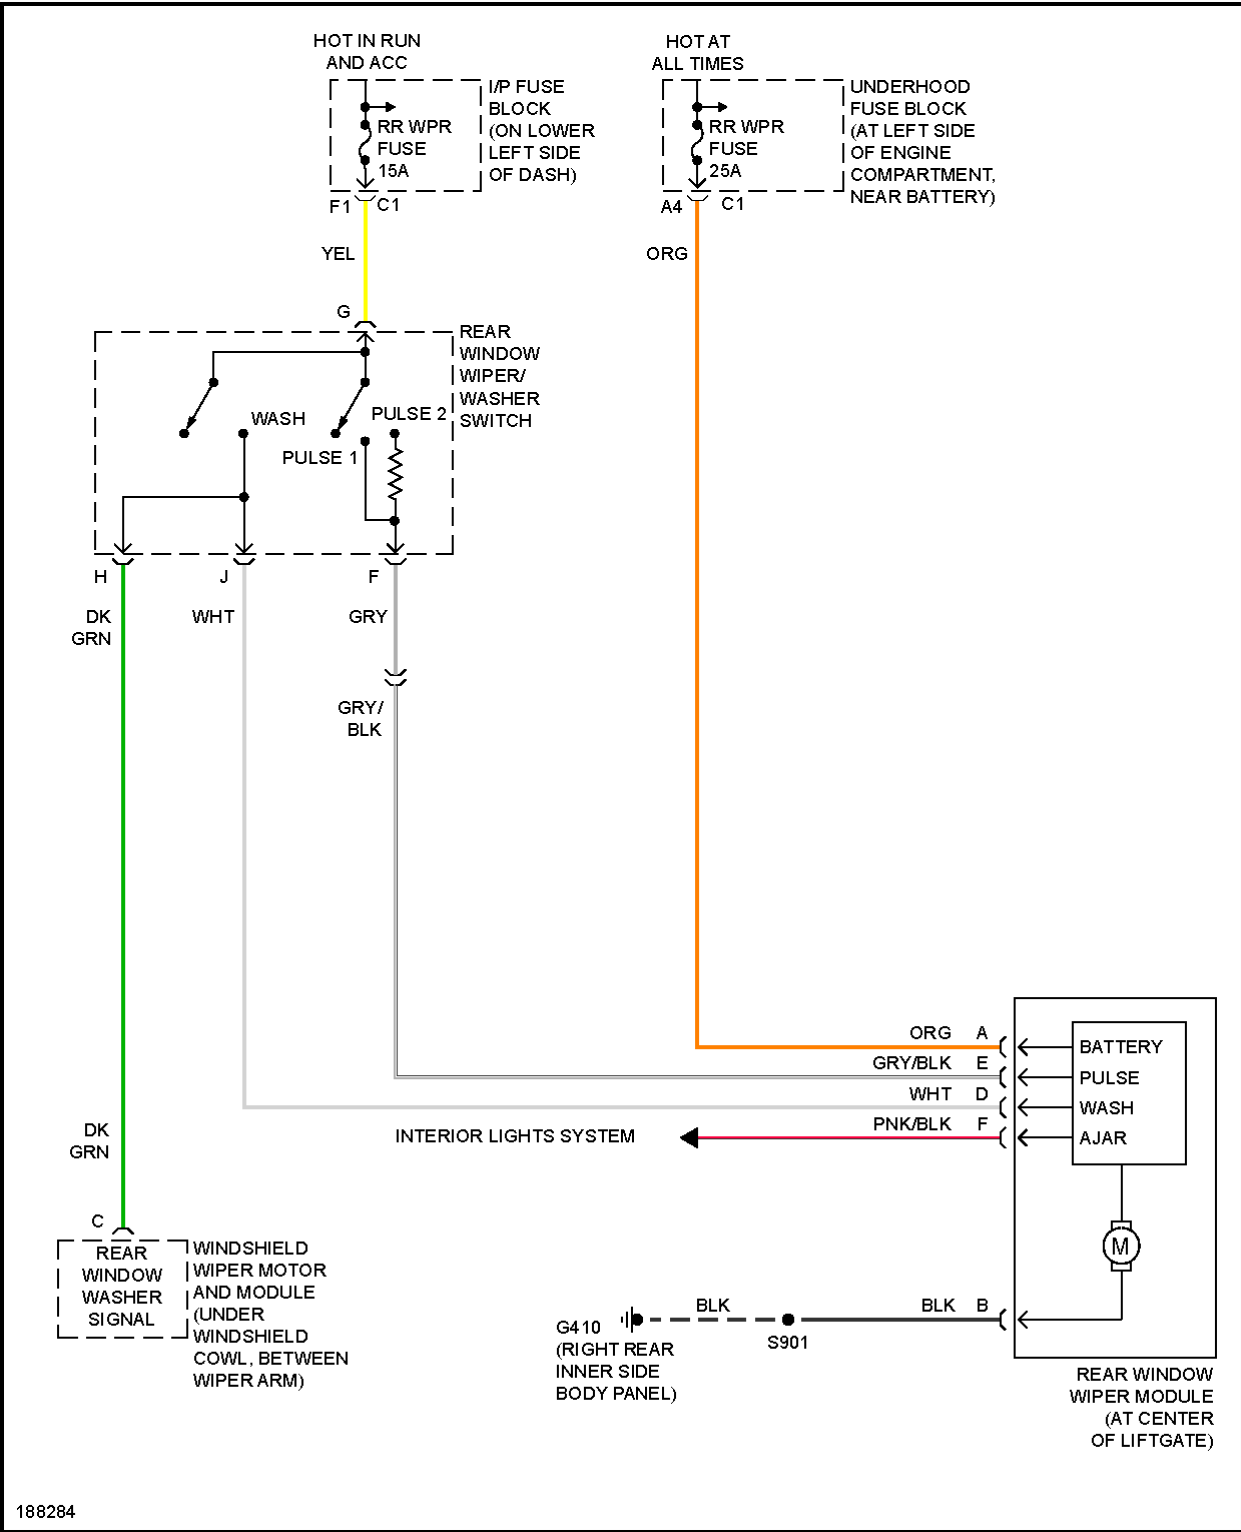 HOT IN RUN
AND ACC
I/P FUSE
BLOCK
(ON LOWER
LEFT SIDE
OF DASH)
RR WPR
FUSE
15A
F1
C1
YEL
G
HOT AT
ALL TIMES
UNDERHOOD
FUSE BLOCK
(AT LEFT SIDE
OF ENGINE
COMPARTMENT,
NEAR BATTERY)
RR WPR
FUSE
25A
A4
C1
ORG
REAR
WINDOW
WIPER/
WASHER
SWITCH
WASH
PULSE 2
PULSE 1
H
J
F
DK
GRN
WHT
GRY
GRY/
BLK
ORG A
GRY/BLK E
WHT D
PNK/BLK F
BATTERY
PULSE
WASH
AJAR
INTERIOR LIGHTS SYSTEM
M
DK
GRN
C
REAR
WINDOW
WASHER
SIGNAL
WINDSHIELD
WIPER MOTOR
AND MODULE
(UNDER
WINDSHIELD
COWL, BETWEEN
WIPER ARM)
BLK
BLK B
S901
G410
(RIGHT REAR
INNER SIDE
BODY PANEL)
REAR WINDOW
WIPER MODULE
(AT CENTER
OF LIFTGATE)
188284